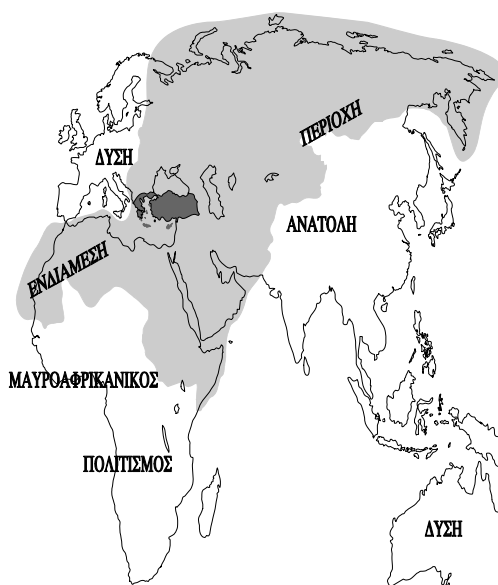 ΠΕΡΙΟΧΗ
ΔΥΣΗ
ΑΝΑΤΟΛΗ
ΕΝΔΙΑΜΕΣΗ
ΜΑΥΡΟΑΦΡΙΚΑΝΙΚΟΣ
ΠΟΛΙΤΙΣΜΟΣ
ΔΥΣΗ